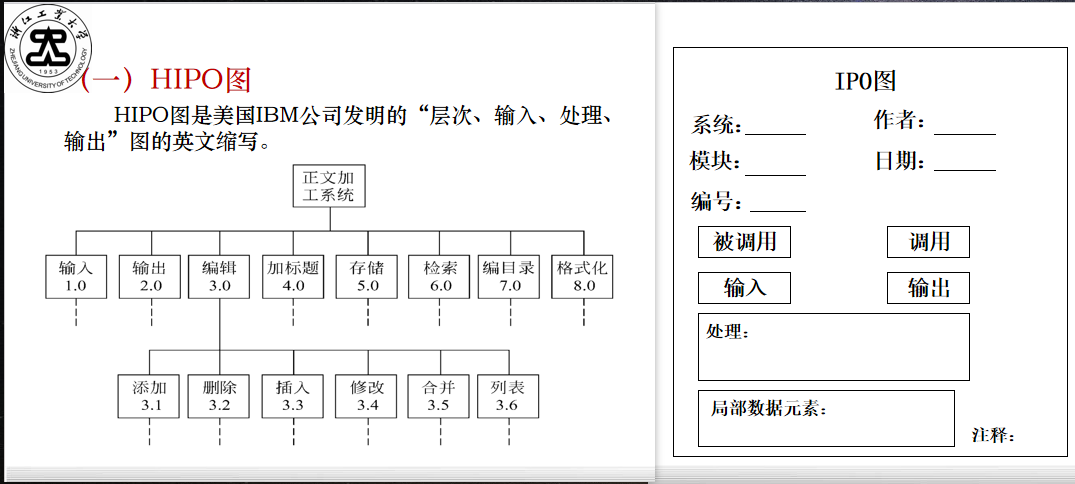 浙江工业大学
ZHEJIANG UNIVERSITY OF TECHNOLOGY
1953
（一）HIPO图
HIPO图是美国IBM公司发明的“层次、输入、处理、
输出”图的英文缩写。
正文加
工系统
输入
1.0
输出
2.0
编辑
3.0
加标题
4.0
存储
5.0
检索
6.0
编目录
7.0
格式化
8.0
添加
3.1
删除
3.2
插入
3.3
修改
3.4
合并
3.5
列表
3.6
IPO图
系统：
作者：
模块：
日期：
编号：
被调用
调用
输入
输出
处理：
局部数据元素：
注释：